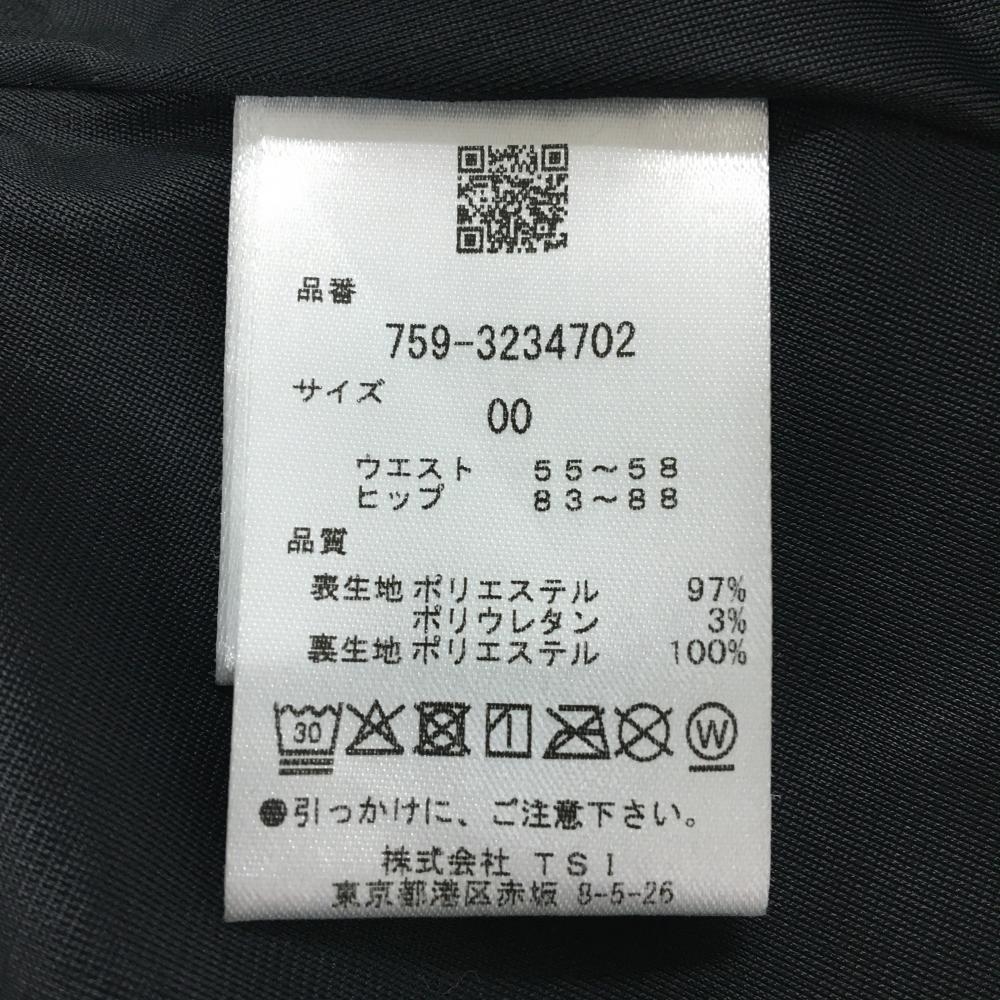 品番
759-3234702
サイズ
00
ウエスト 55〜58
ヒップ 83〜88
品質
表生地 ポリエステル 97%
ポリウレタン 3%
裏生地 ポリエステル 100%
30 W
●引っかけに、ご注意下さい。
株式会社 TSI
東京都港区赤坂 8-5-26